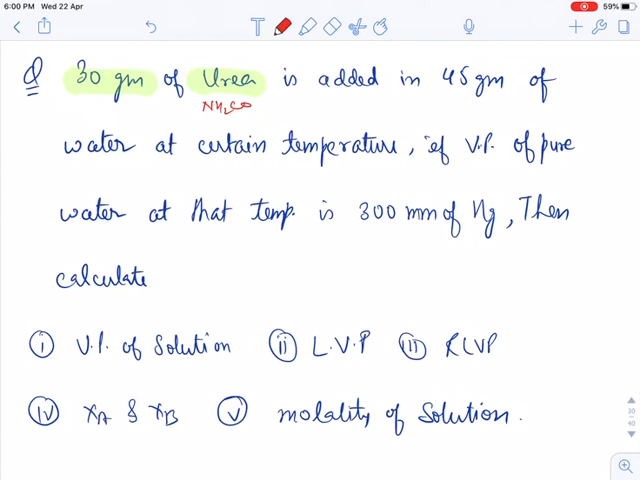 6:00 PM Wed 22 Apr
59%
Q 30 gm of Urea is added in 45 gm of
NH₂CO
water at certain temperature, if V.P. of pure
water at that temp. is 300 mm of Hg, Then
calculate
(i) V.P. of Solution (ii) L.V.P (iii) RLVP
(iv) xA & xB (v) molality of Solution.
20
40